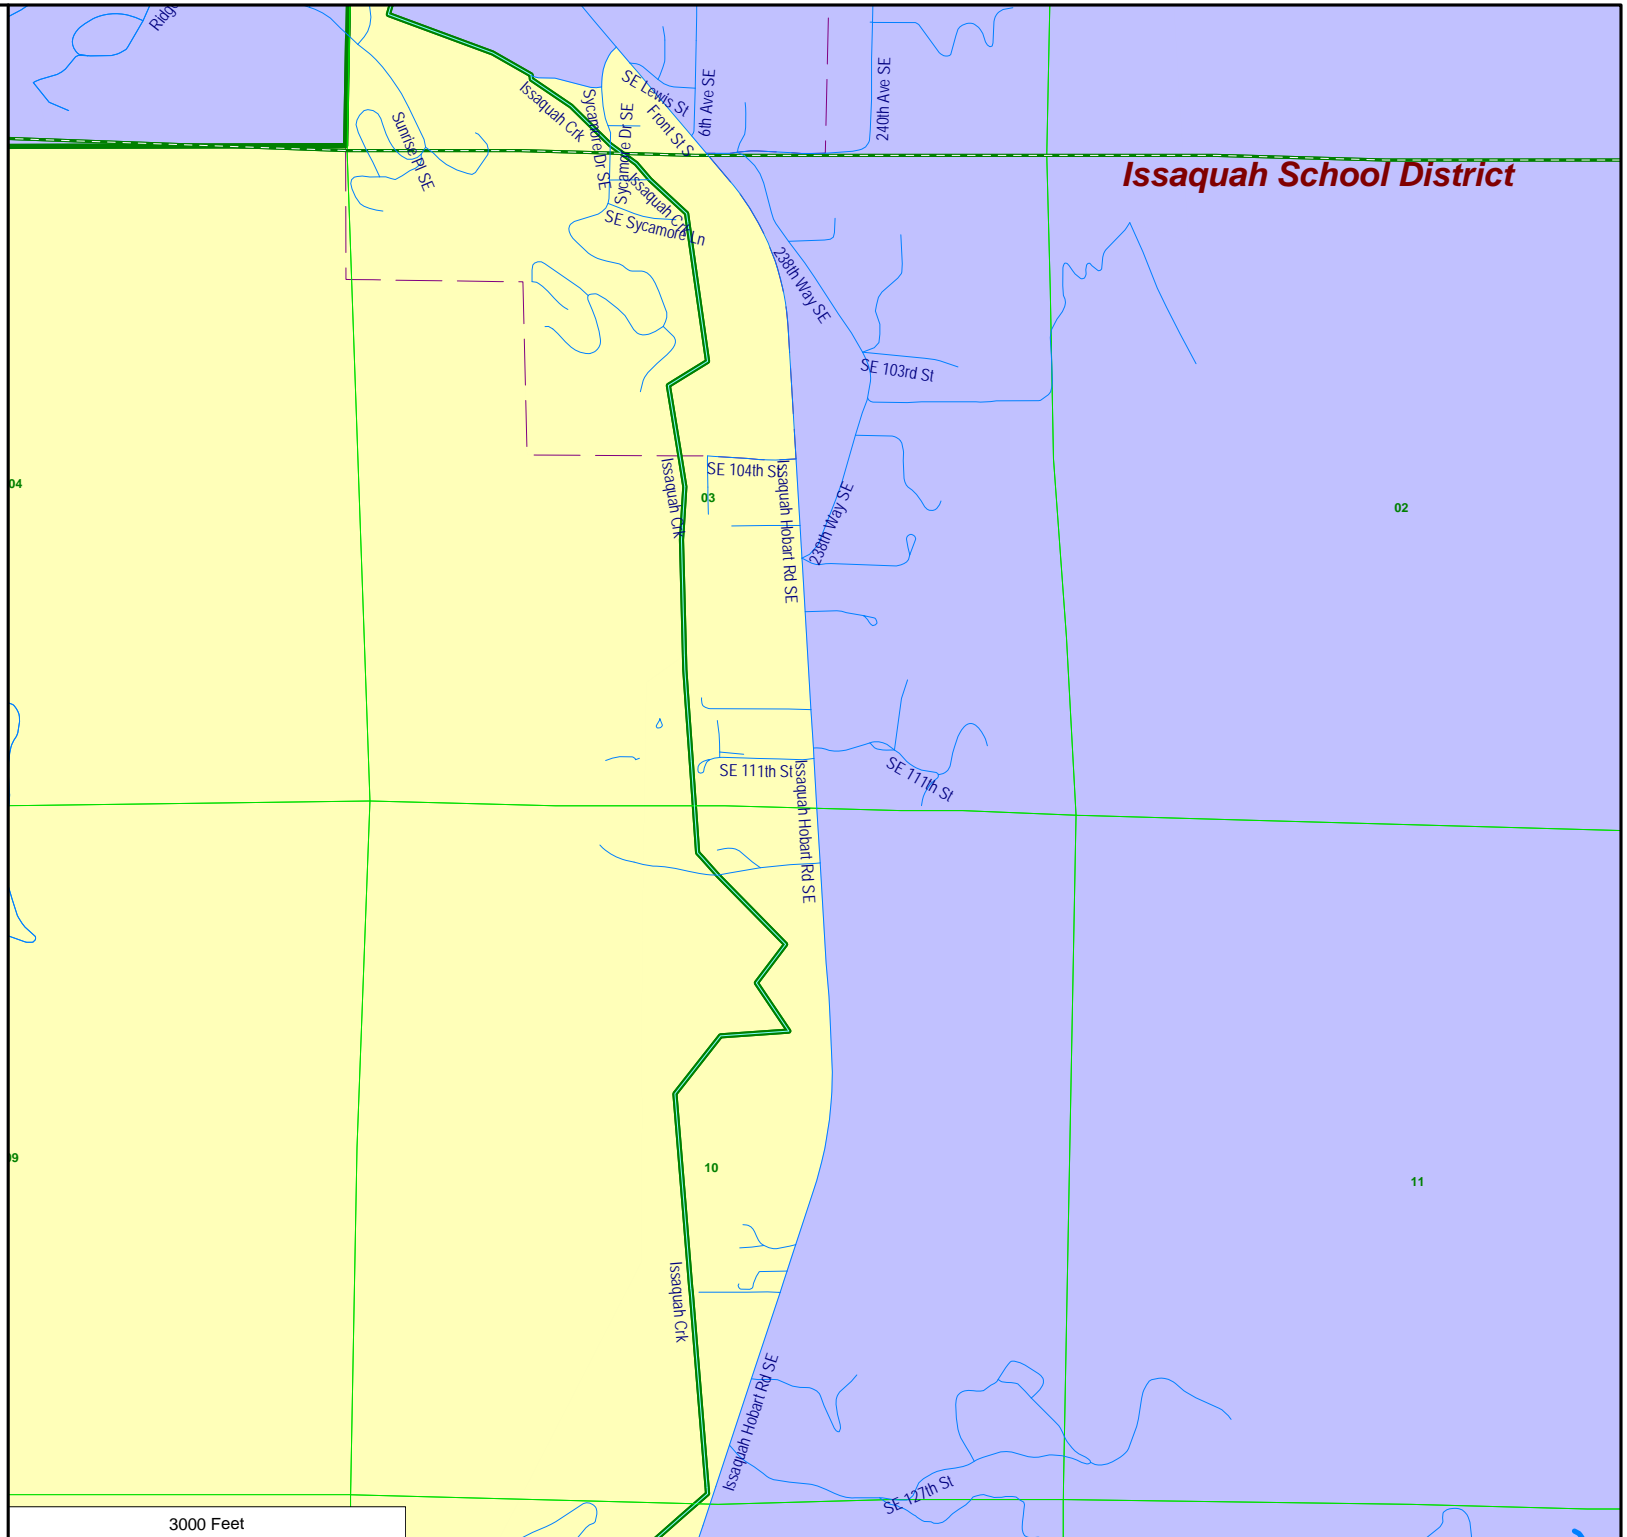 Ridg
SE Lewis St
6th Ave SE
240th Ave SE
Issaquah Crk
Sycamore Dr SE
Sycamore Dr SE
Front St S
Sunrise Pl SE
Issaquah School District
Issaquah Crk
SE Sycamore Ln
238th Way SE
SE 103rd St
SE 104th St
Issaquah Crk
Issaquah Hobart Rd SE
238th Way SE
04
03
02
SE 111th St
SE 111th St
Issaquah Hobart Rd SE
09
10
11
Issaquah Crk
Issaquah Hobart Rd SE
SE 127th St
3000 Feet